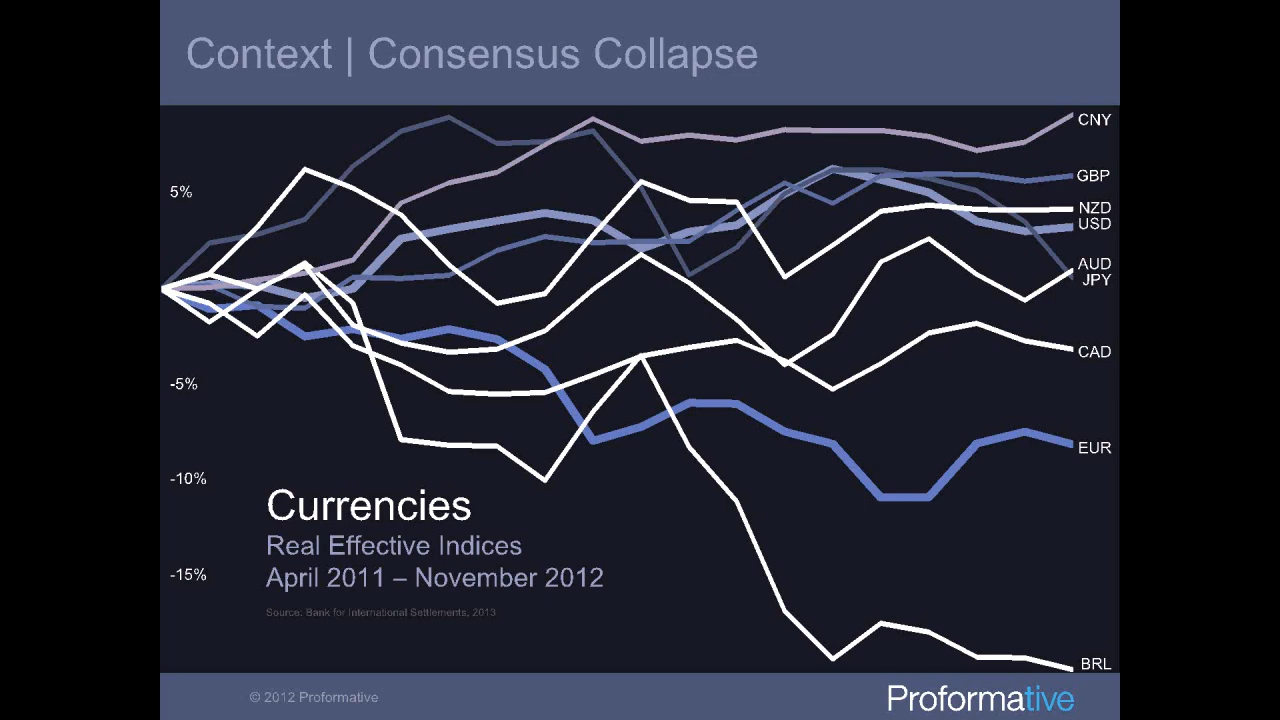 Context | Consensus Collapse
CNY
GBP
5%
NZD
USD
AUD
JPY
CAD
-5%
EUR
-10%
Currencies
Real Effective Indices
April 2011 – November 2012
-15%
Source: Bank for International Settlements, 2013
BRL
© 2012 Proformative
Proformative